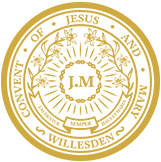 CONVENT OF JESUS AND MARY
WILLESDEN
J.M
SEMPER